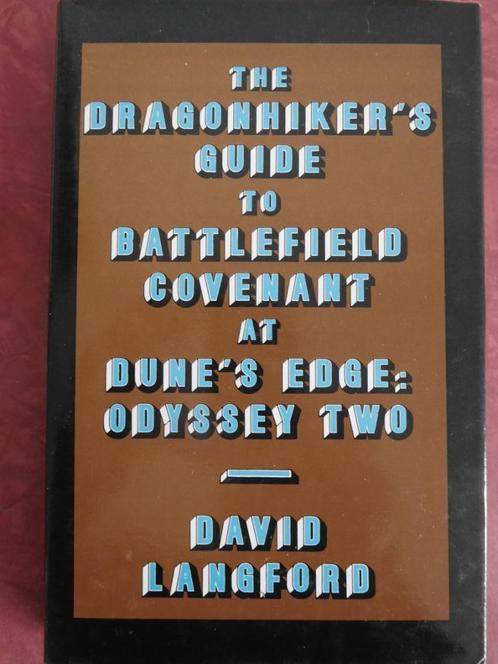 THE
DRAGONHIKER'S
GUIDE
TO
BATTLEFIELD
COVENANT
AT
DUNE'S EDGE:
ODYSSEY TWO
DAVID
LANGFORD